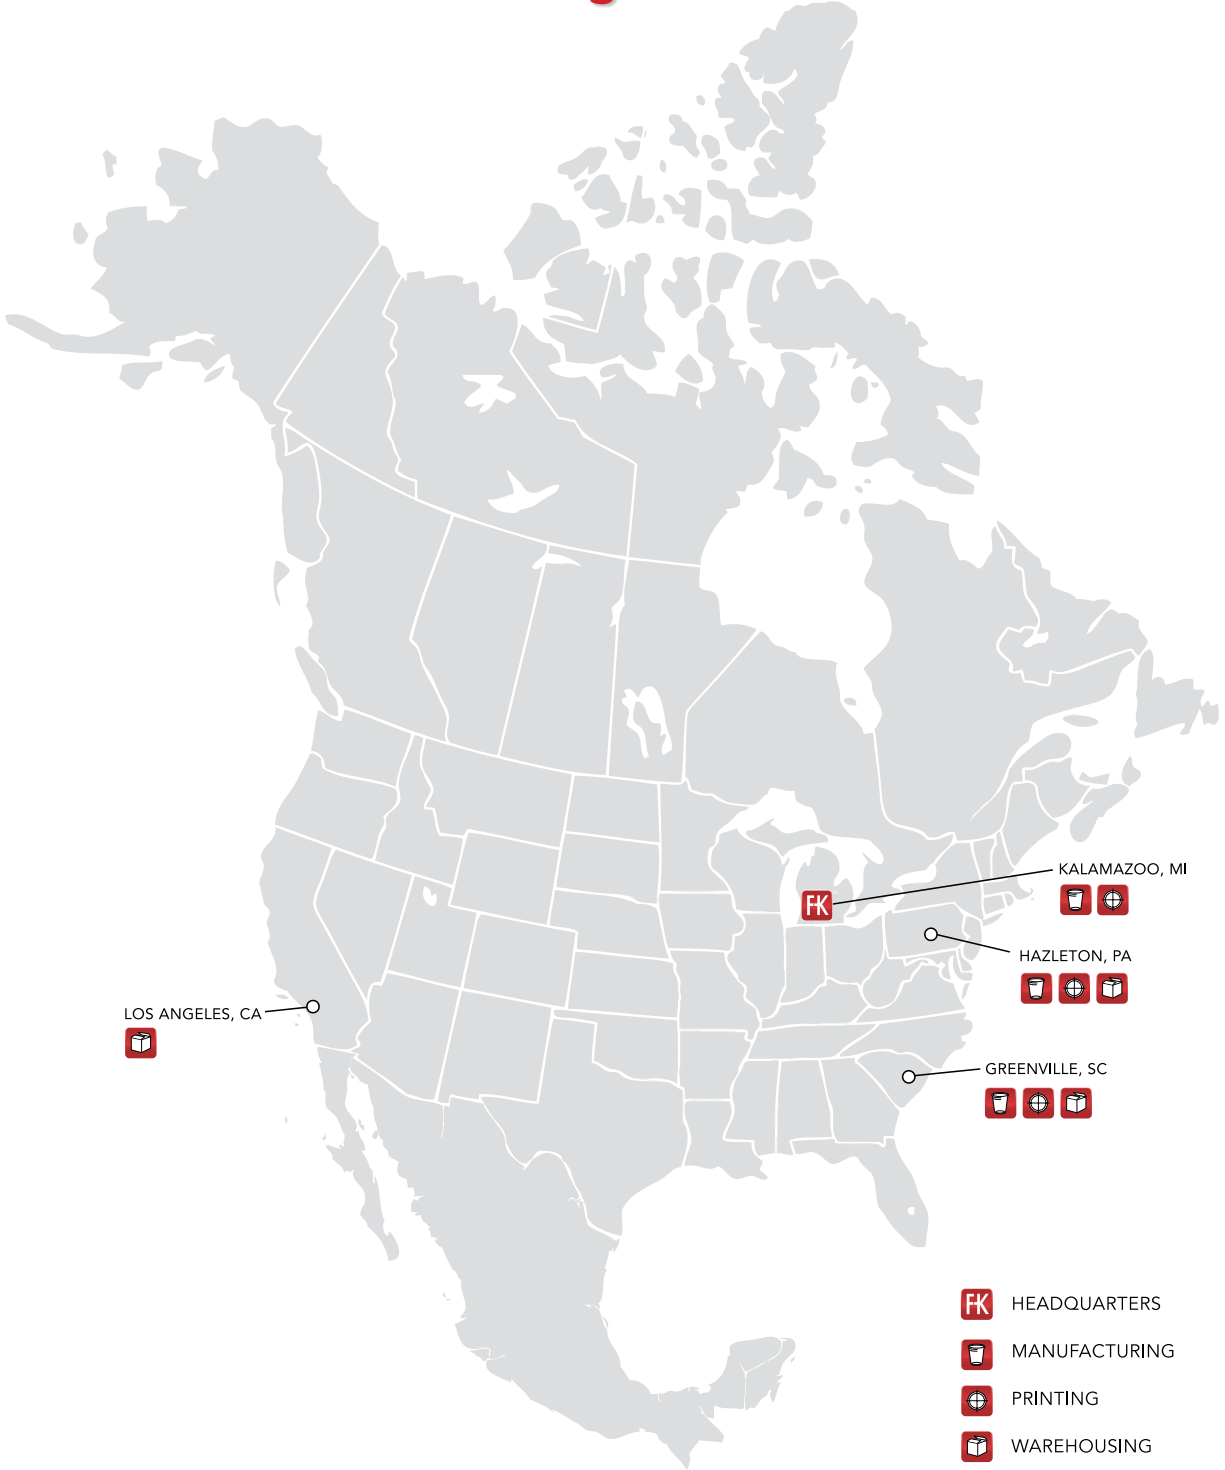 KALAMAZOO, MI
FK
HAZLETON, PA
LOS ANGELES, CA
GREENVILLE, SC
FK HEADQUARTERS
MANUFACTURING
PRINTING
WAREHOUSING